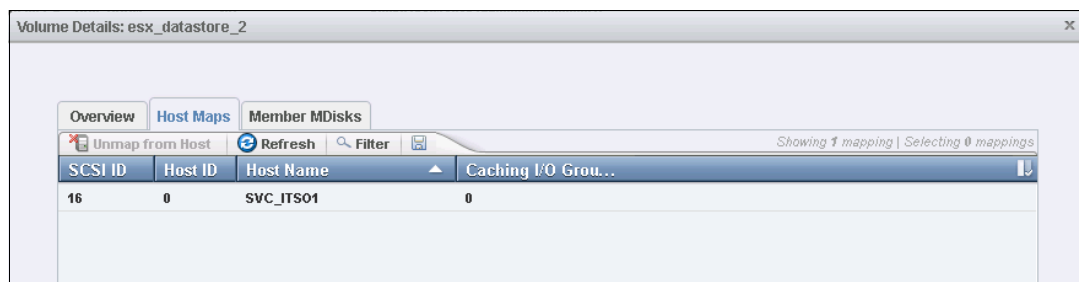 Volume Details: esx_datastore_2 x
Overview Host Maps Member MDisks
Unmap from Host Refresh Filter Showing 1 mapping | Selecting 0 mappings
SCSI ID Host ID Host Name Caching I/O Grou...
16 0 SVC_ITSO1 0